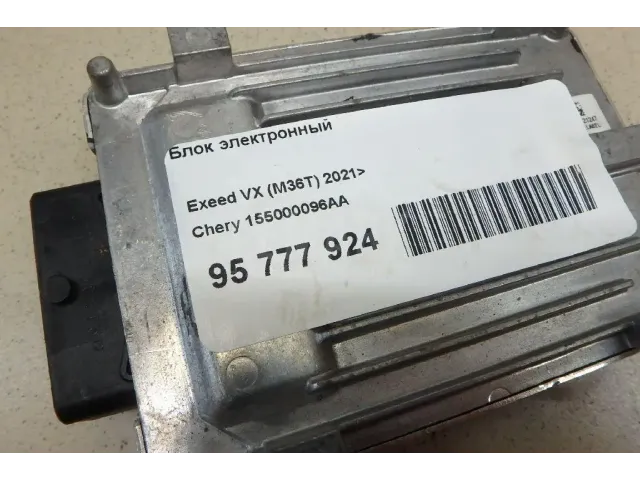 Блок электронный
Exeed VX (M36T) 2021>
Chery 155000096AA
95 777 924